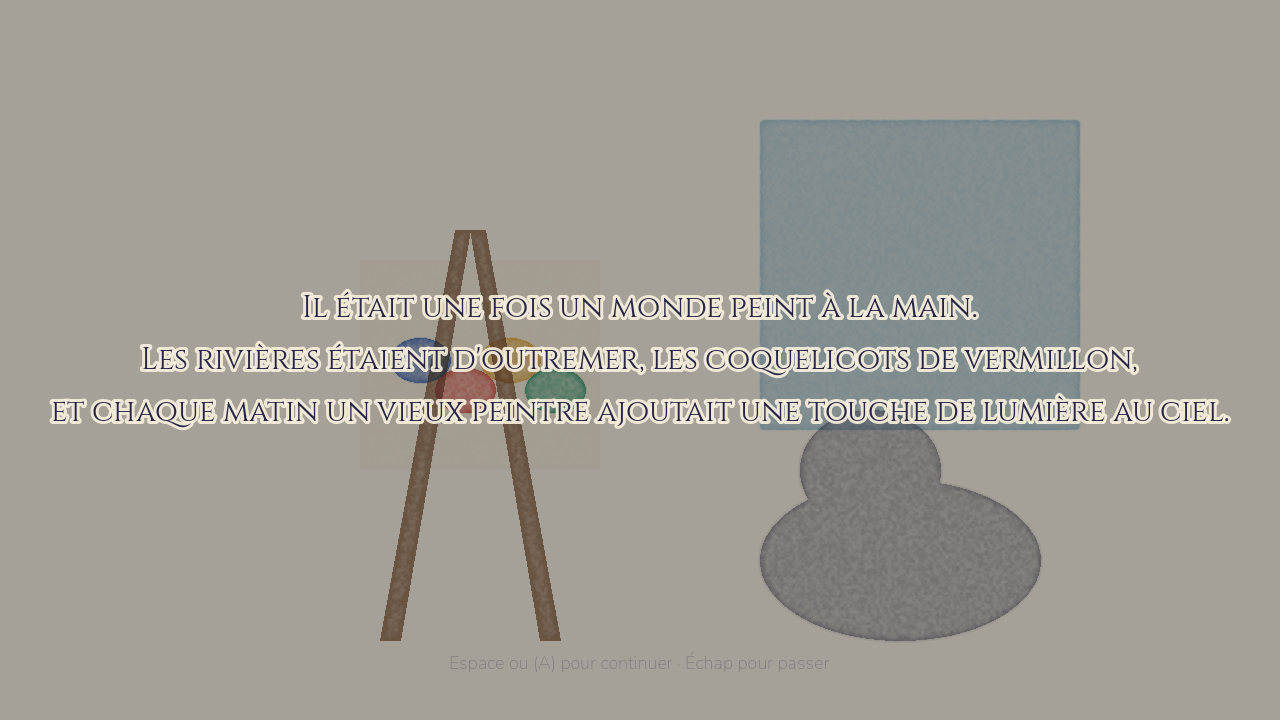 Il était une fois un monde peint à la main.
Les rivières étaient d'outremer, les coquelicots de vermillon,
et chaque matin un vieux peintre ajoutait une touche de lumière au ciel.
Espace ou (A) pour continuer · Échap pour passer